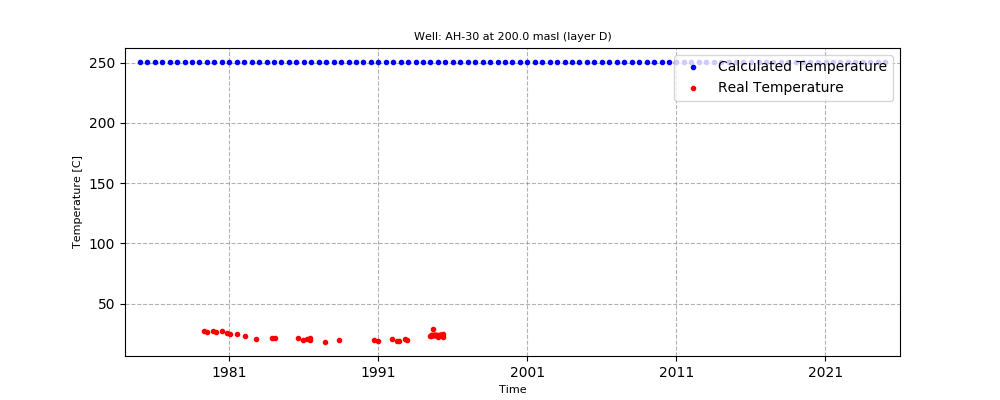 Well: AH-30 at 200.0 masl (layer D)
Calculated Temperature
Real Temperature
Temperature [C]
250
200
150
100
50
1981
1991
2001
2011
2021
Time